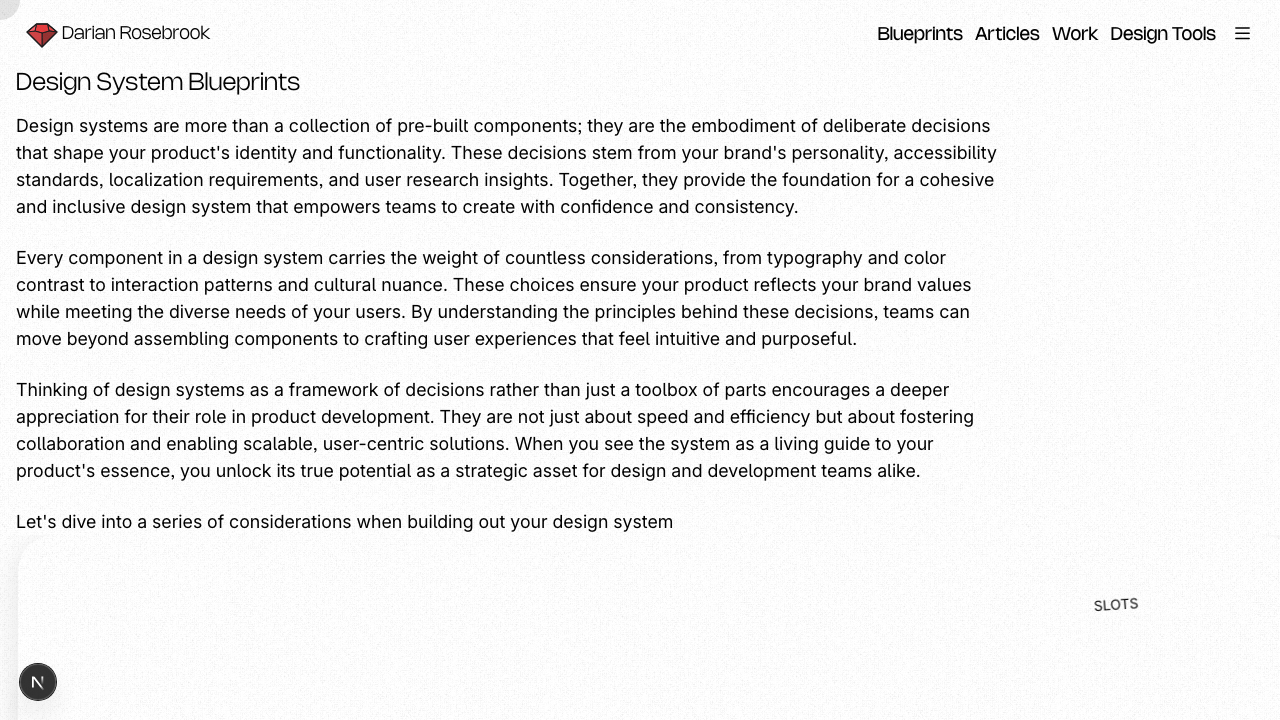 Darian Rosebrook
Blueprints Articles Work Design Tools
Design System Blueprints
Design systems are more than a collection of pre-built components; they are the embodiment of deliberate decisions
that shape your product's identity and functionality. These decisions stem from your brand's personality, accessibility
standards, localization requirements, and user research insights. Together, they provide the foundation for a cohesive
and inclusive design system that empowers teams to create with confidence and consistency.
Every component in a design system carries the weight of countless considerations, from typography and color
contrast to interaction patterns and cultural nuance. These choices ensure your product reflects your brand values
while meeting the diverse needs of your users. By understanding the principles behind these decisions, teams can
move beyond assembling components to crafting user experiences that feel intuitive and purposeful.
Thinking of design systems as a framework of decisions rather than just a toolbox of parts encourages a deeper
appreciation for their role in product development. They are not just about speed and efficiency but about fostering
collaboration and enabling scalable, user-centric solutions. When you see the system as a living guide to your
product's essence, you unlock its true potential as a strategic asset for design and development teams alike.
Let's dive into a series of considerations when building out your design system
SLOTS
N